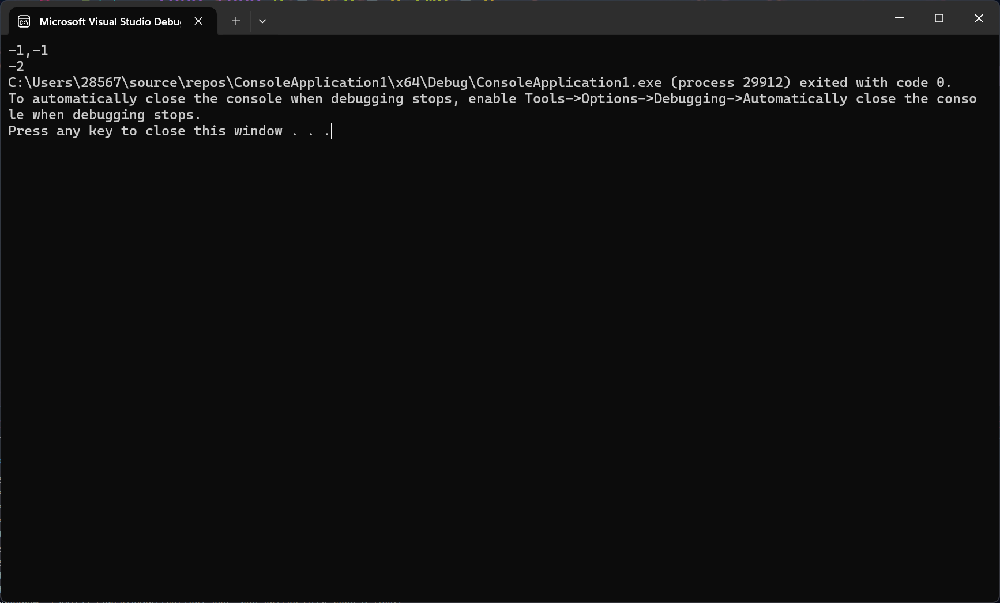 Microsoft Visual Studio Debu
-1,-1
-2
C:\Users\28567\source\repos\ConsoleApplication1\x64\Debug\ConsoleApplication1.exe (process 29912) exited with code 0.
To automatically close the console when debugging stops, enable Tools->Options->Debugging->Automatically close the conso
le when debugging stops.
Press any key to close this window . . .